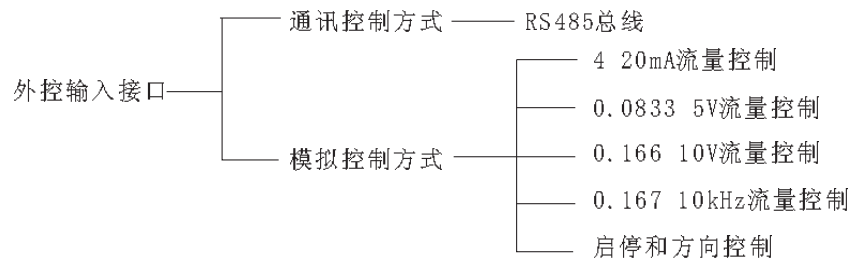 通讯控制方式
RS485总线
外控输入接口
模拟控制方式
4 20mA流量控制
0.0833 5V流量控制
0.166 10V流量控制
0.167 10kHz流量控制
启停和方向控制